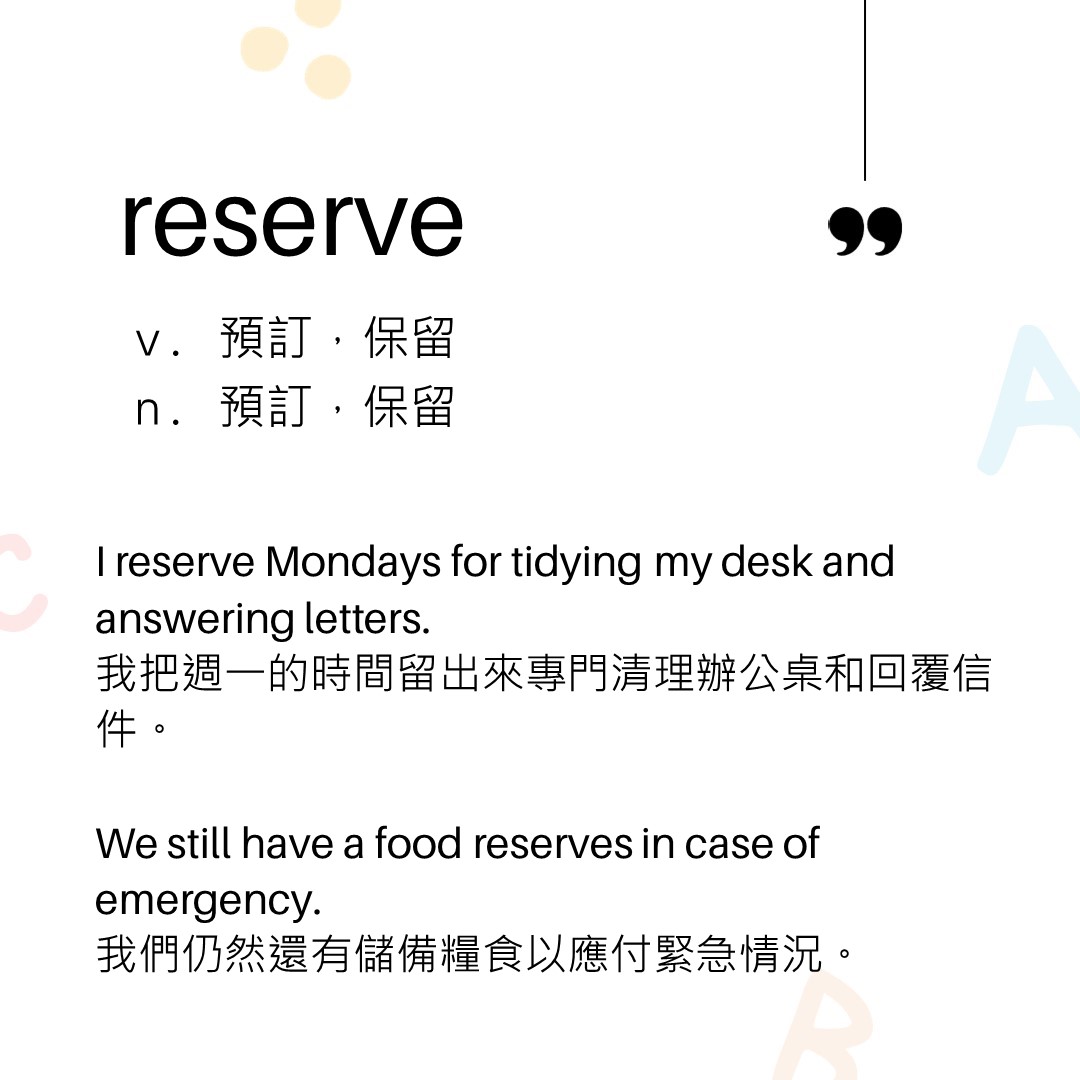 reserve
”
v. 預訂，保留
n. 預訂，保留
I reserve Mondays for tidying my desk and
answering letters.
我把週一的時間留出來專門清理辦公桌和回覆信
件。
We still have a food reserves in case of
emergency.
我們仍然還有儲備糧食以應付緊急情況。
A
C
B